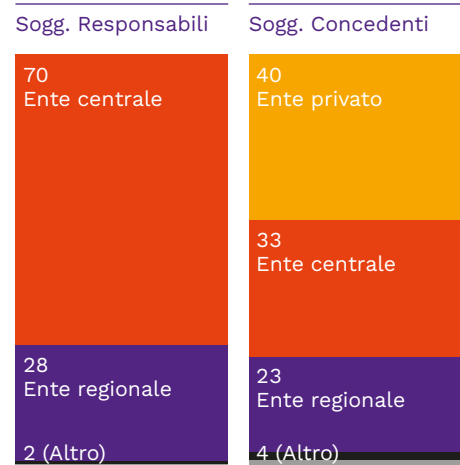 Sogg. Responsabili
70
Ente centrale
28
Ente regionale
2 (Altro)
Sogg. Concedenti
40
Ente privato
33
Ente centrale
23
Ente regionale
4 (Altro)